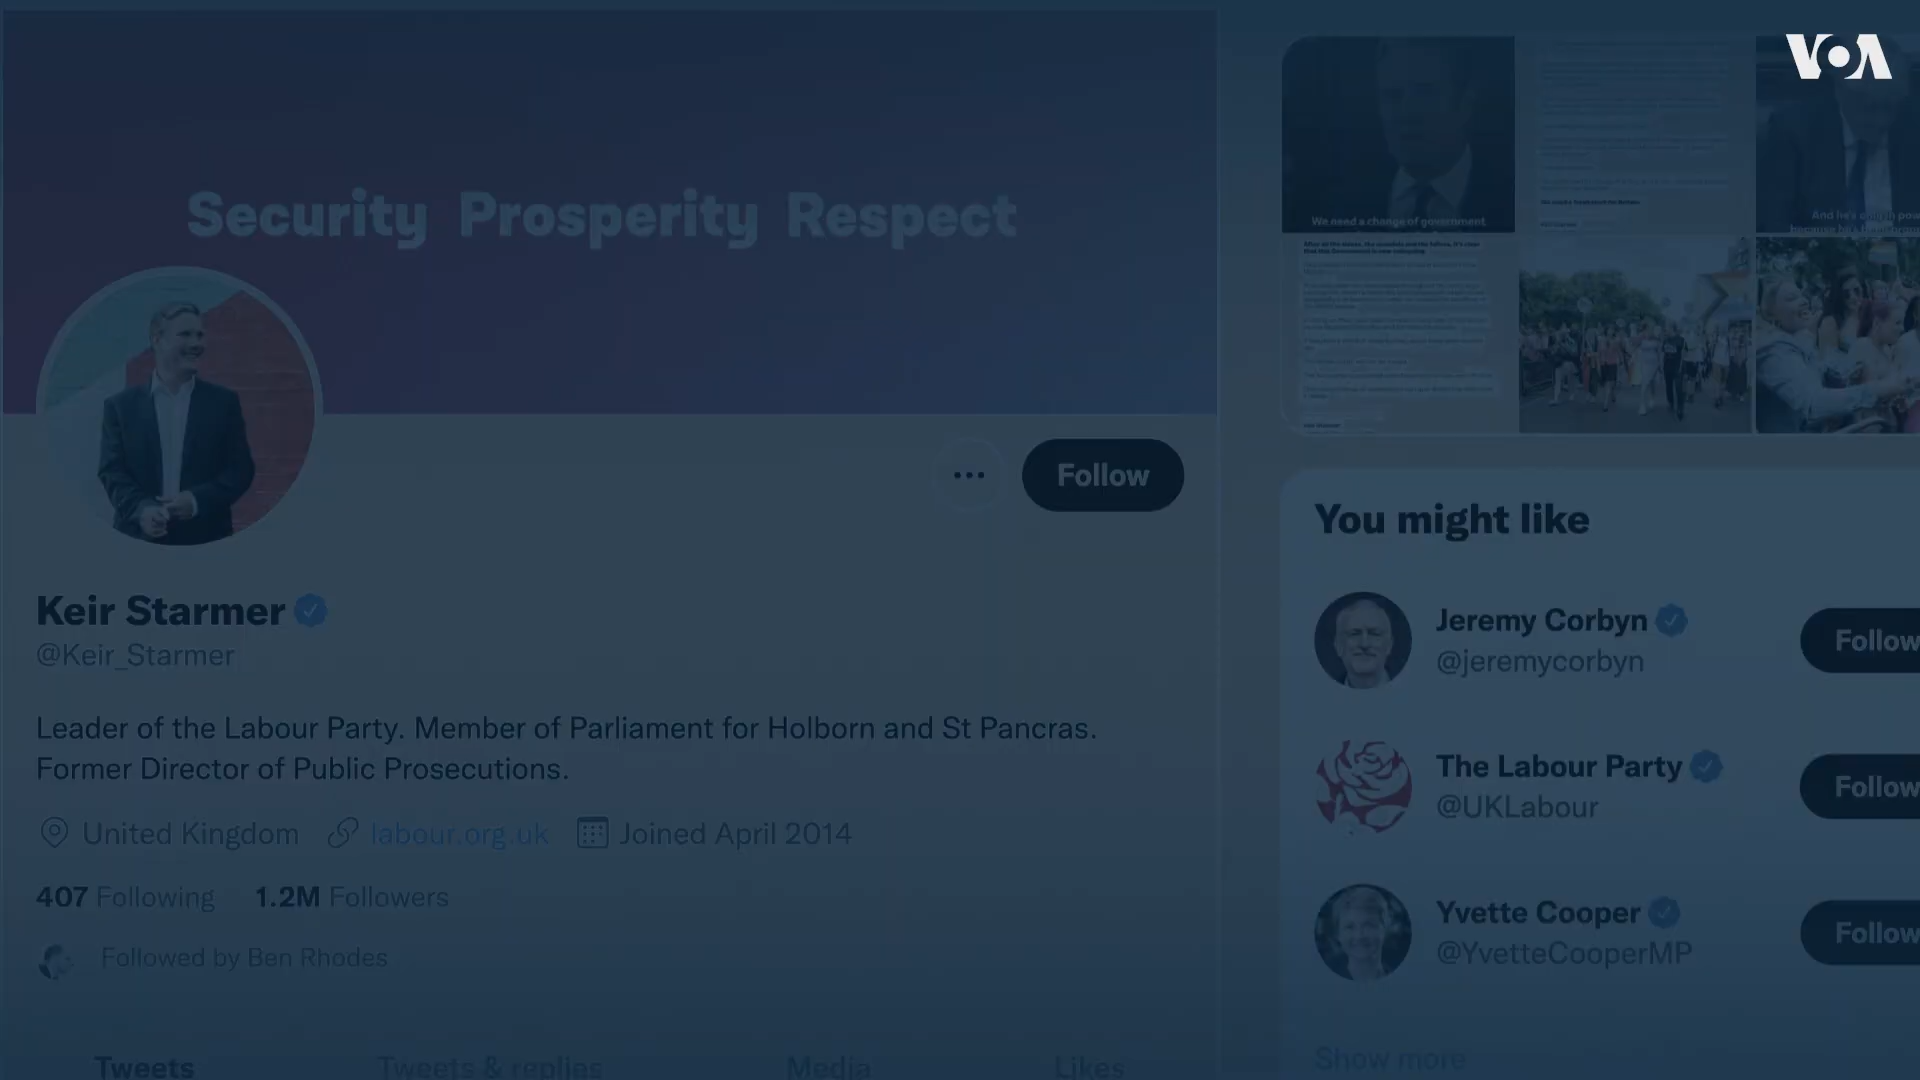 VOA
Security Prosperity Respect
We need a change of government
Follow
Keir Starmer
@Keir_Starmer
Leader of the Labour Party. Member of Parliament for Holborn and St Pancras.
Former Director of Public Prosecutions.
United Kingdom labour.org.uk Joined April 2014
407 Following 1.2M Followers
Followed by Ben Rhodes
Tweets Tweets & replies Media Likes
You might like
Jeremy Corbyn
@jeremycorbyn
Follow
The Labour Party
@UKLabour
Follow
Yvette Cooper
@YvetteCooperMP
Follow
Show more